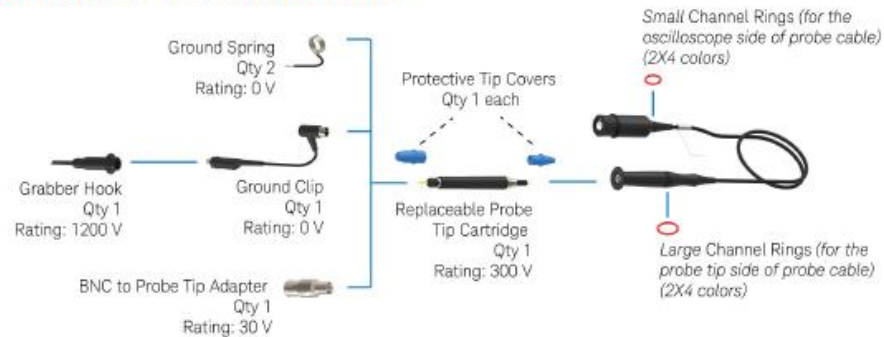 Small Channel Rings (for the
oscilloscope side of probe cable)
(2X4 colors)
Ground Spring
Qty 2
Rating: 0 V
Protective Tip Covers
Qty 1 each
Grabber Hook
Qty 1
Rating: 1200 V
Ground Clip
Qty 1
Rating: 0 V
Replaceable Probe
Tip Cartridge
Qty 1
Rating: 300 V
Large Channel Rings (for the
probe tip side of probe cable)
(2X4 colors)
BNC to Probe Tip Adapter
Qty 1
Rating: 30 V